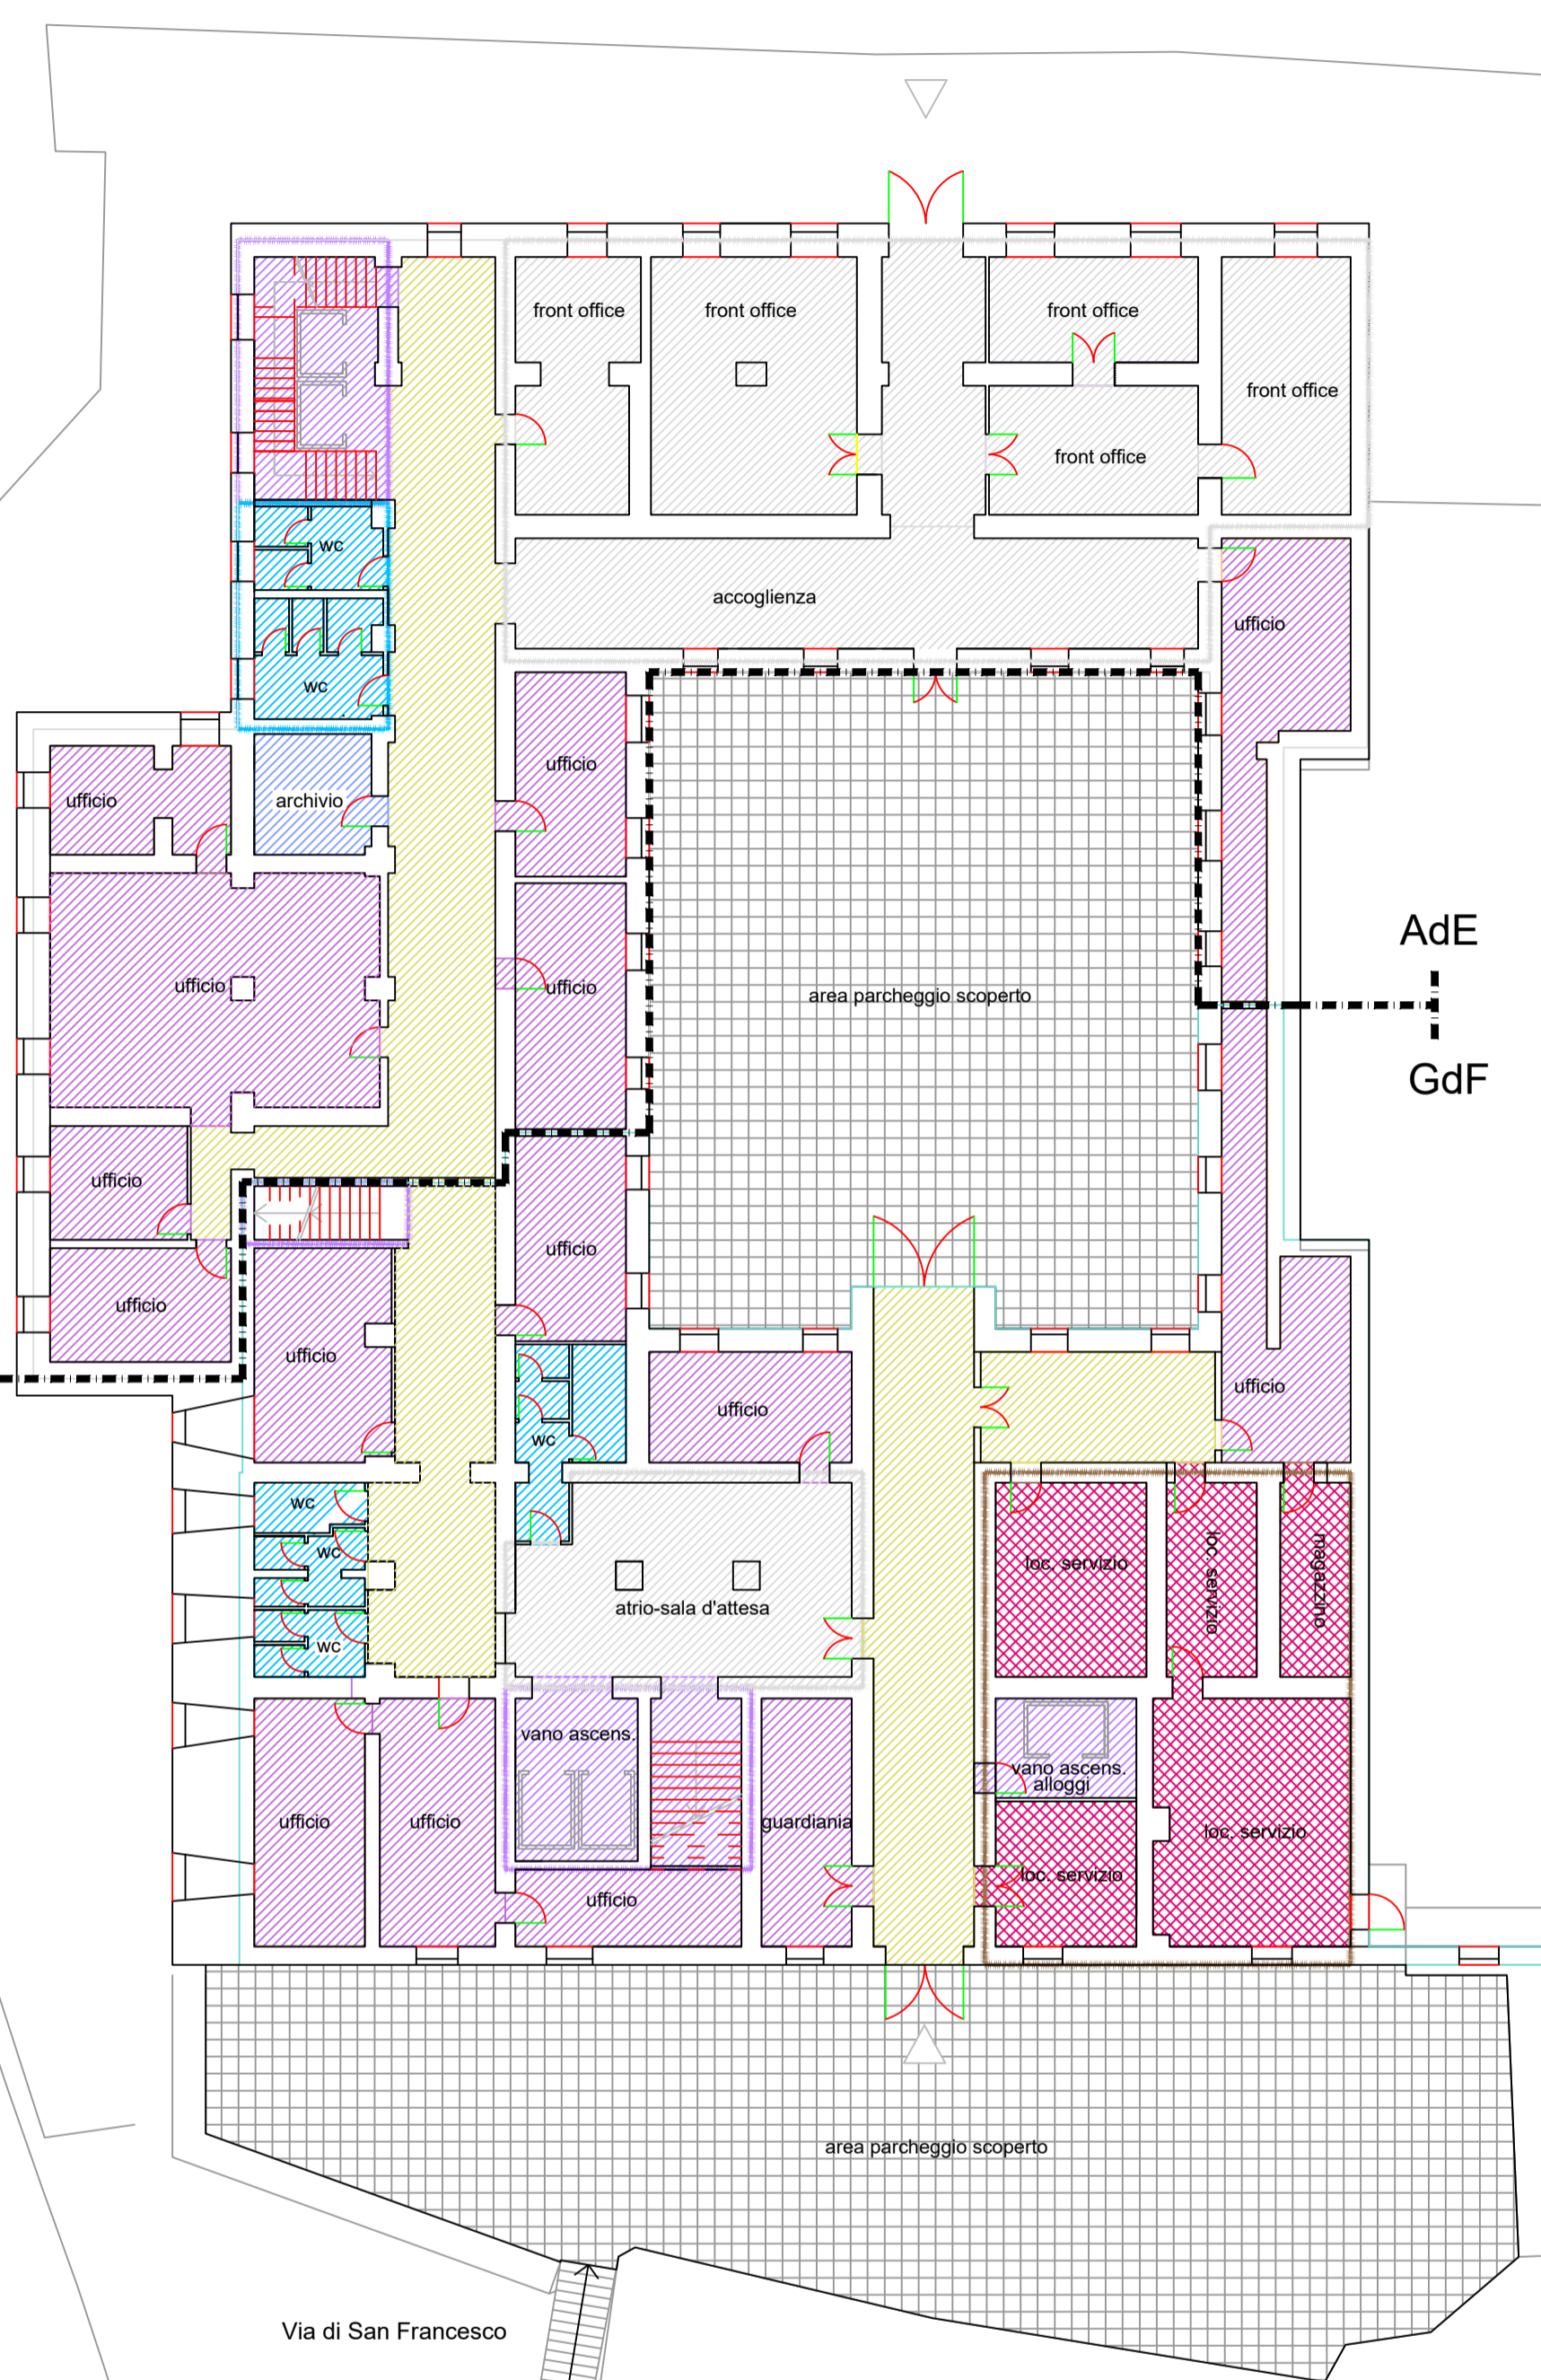 front office
front office
front office
front office
front office
wc
accoglienza
ufficio
wc
ufficio
archivio
ufficio
AdE
ufficio
ufficio
area parcheggio scoperto
GdF
ufficio
ufficio
ufficio
ufficio
ufficio
ufficio
wc
wc
wc
wc
loc. servizio
loc. servizio
magazzino
atrio-sala d'attesa
vano ascens.
vano ascens.
alloggi
ufficio
ufficio
guardiania
loc. servizio
loc. servizio
ufficio
area parcheggio scoperto
Via di San Francesco